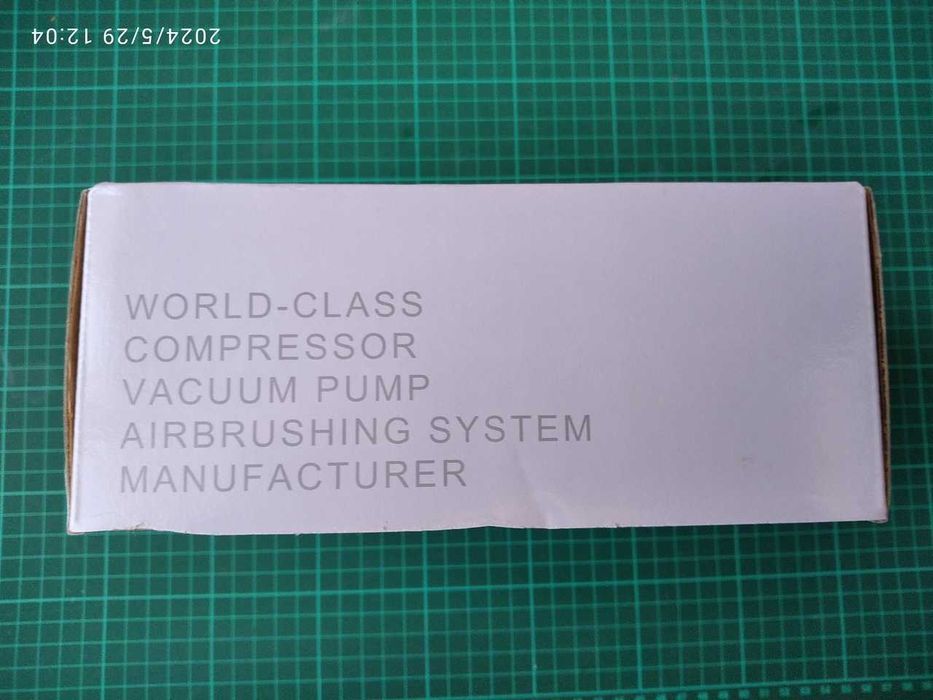 2024/5/29 12:04
WORLD-CLASS
COMPRESSOR
VACUUM PUMP
AIRBRUSHING SYSTEM
MANUFACTURER